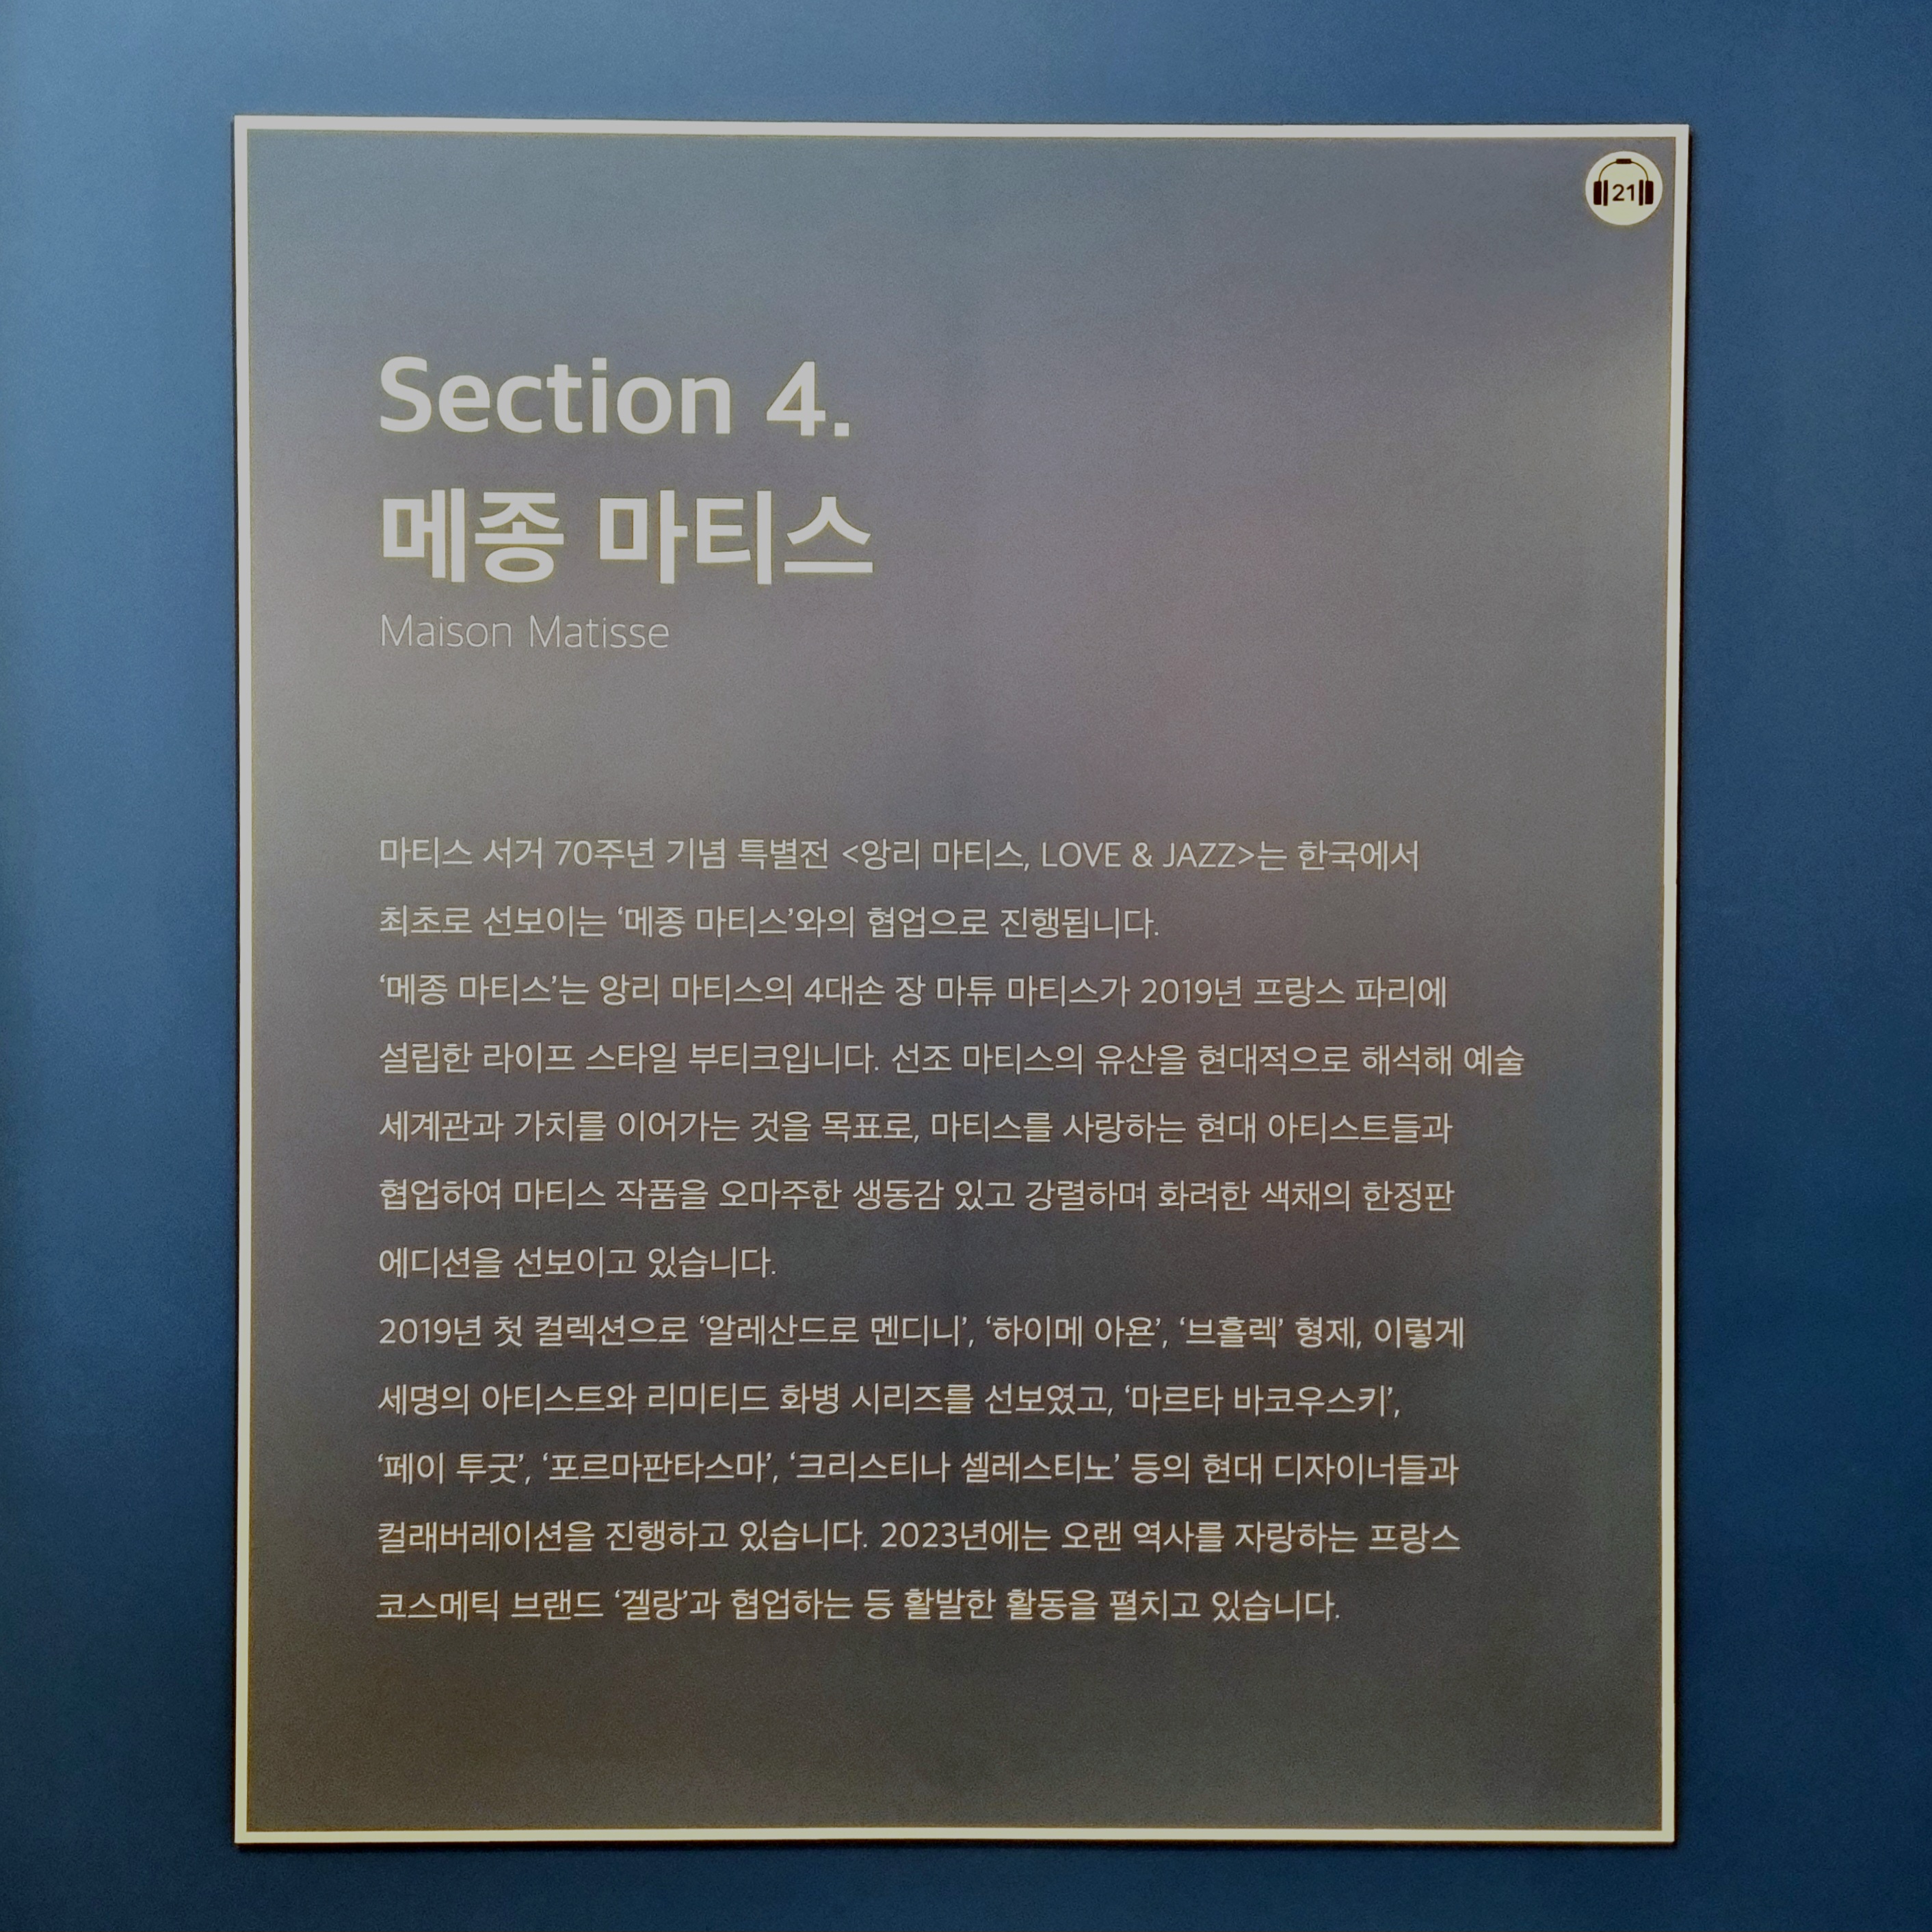 21
Section 4.
메종 마티스
Maison Matisse
마티스 서거 70주년 기념 특별전 <앙리 마티스, LOVE & JAZZ>는 한국에서
최초로 선보이는 ‘메종 마티스’와의 협업으로 진행됩니다.
‘메종 마티스’는 앙리 마티스의 4대손 장 마튜 마티스가 2019년 프랑스 파리에
설립한 라이프 스타일 부티크입니다. 선조 마티스의 유산을 현대적으로 해석해 예술
세계관과 가치를 이어가는 것을 목표로, 마티스를 사랑하는 현대 아티스트들과
협업하여 마티스 작품을 오마주한 생동감 있고 강렬하며 화려한 색채의 한정판
에디션을 선보이고 있습니다.
2019년 첫 컬렉션으로 ‘알레산드로 멘디니’, ‘하이메 아욘’, ‘브훌렉’ 형제, 이렇게
세명의 아티스트와 리미티드 화병 시리즈를 선보였고, ‘마르타 바코우스키’,
‘페이 투굿’, ‘포르마판타스마’, ‘크리스티나 셀레스티노’ 등의 현대 디자이너들과
컬래버레이션을 진행하고 있습니다. 2023년에는 오랜 역사를 자랑하는 프랑스
코스메틱 브랜드 ‘겔랑’과 협업하는 등 활발한 활동을 펼치고 있습니다.